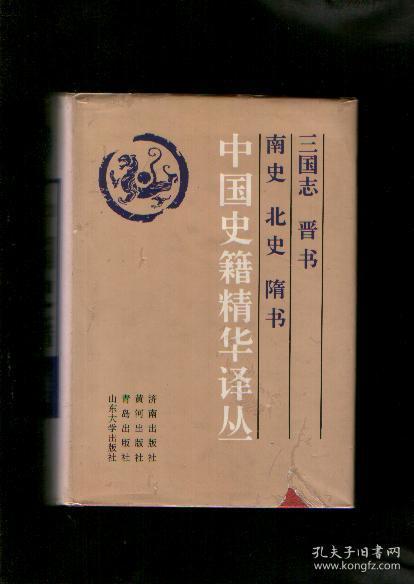 三国志 晋书
南史 北史 隋书
中国史籍精华译丛
济南出版社
黄河出版社
青岛出版社
山东大学出版社
孔夫子旧书网
www.kongfz.com